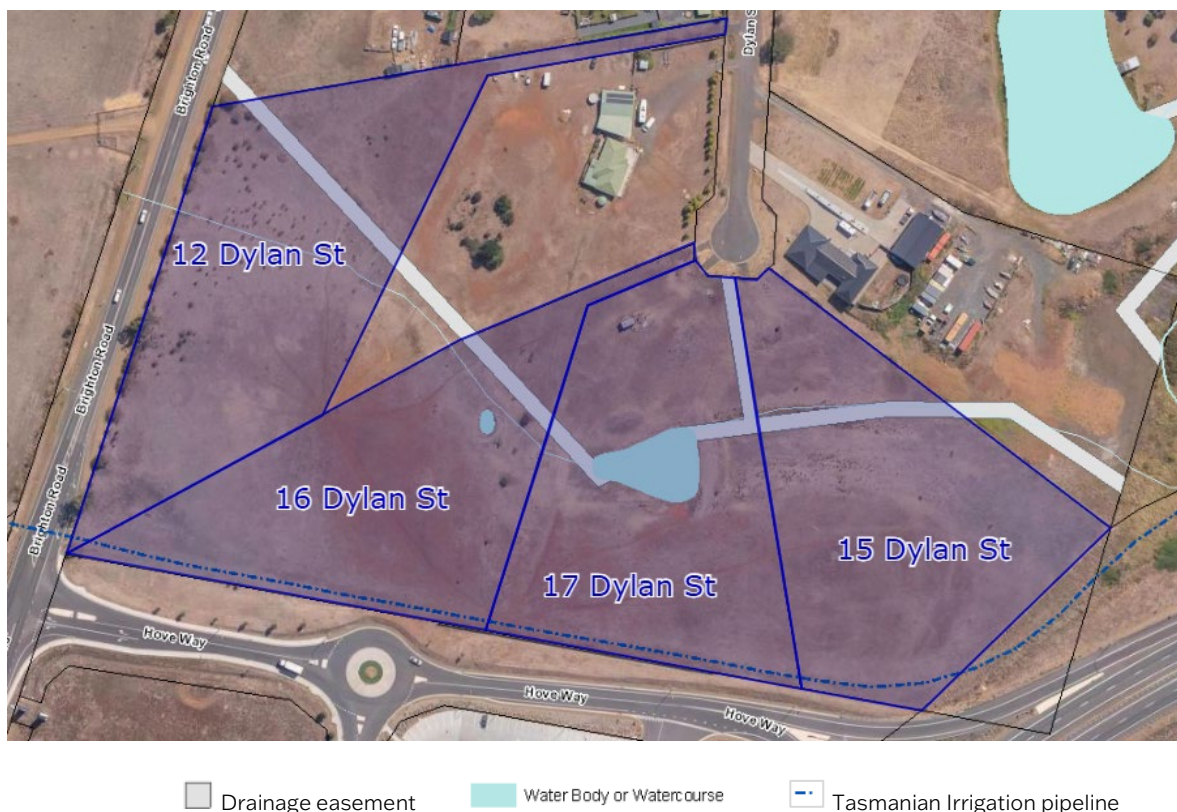 Brighton Road
Dylan S
12 Dylan St
Brighton Road
16 Dylan St
Brighton Road
15 Dylan St
17 Dylan St
Hove Way
Hove Way
Hove Way
Drainage easement
Water Body or Watercourse
Tasmanian Irrigation pipeline